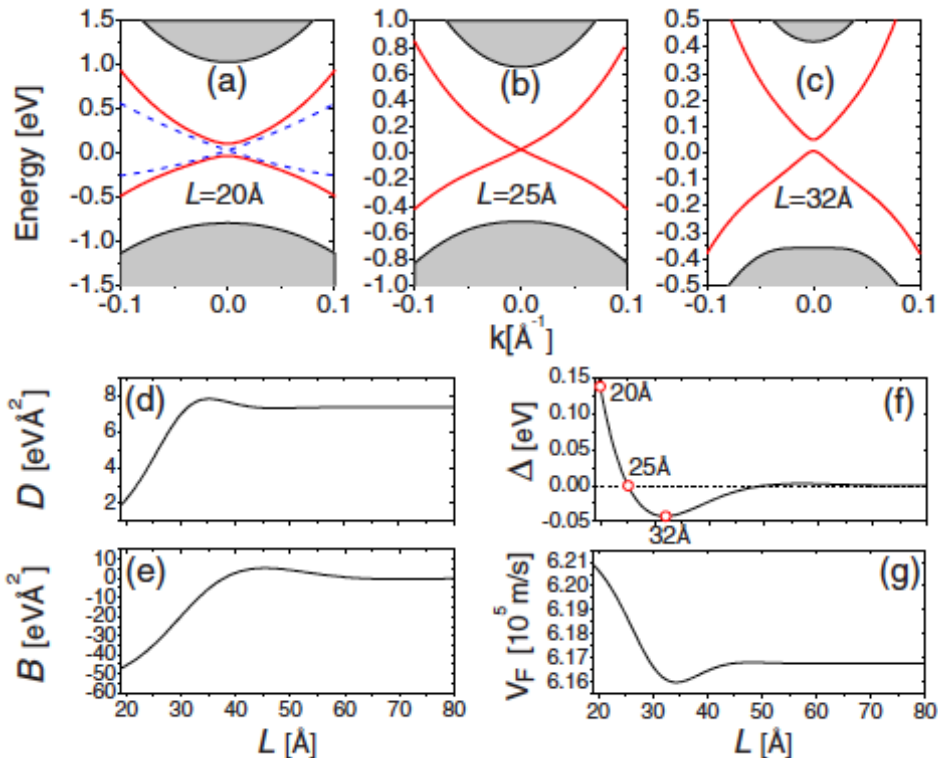 1.5
1.0
0.5
0.0
-0.5
-1.0
-1.5
Energy [eV]
(a)
L=20Å
-0.1 0.0 0.1
1.0
0.8
0.6
0.4
0.2
0.0
-0.2
-0.4
-0.6
-0.8
-1.0
(b)
L=25Å
-0.1 0.0 0.1
0.5
0.4
0.3
0.2
0.1
0.0
-0.1
-0.2
-0.3
-0.4
-0.5
(c)
L=32Å
-0.1 0.0 0.1
k[Å⁻¹]
8
6
4
2
D [eVÅ²]
(d)
10
0
-10
-20
-30
-40
-50
-60
B [eVÅ²]
(e)
20 30 40 50 60 70 80
L [Å]
0.15
0.10
0.05
0.00
-0.05
Δ [eV]
20Å
25Å
32Å
(f)
6.21
6.20
6.19
6.18
6.17
6.16
V_F [10⁵ m/s]
(g)
20 30 40 50 60 70 80
L [Å]